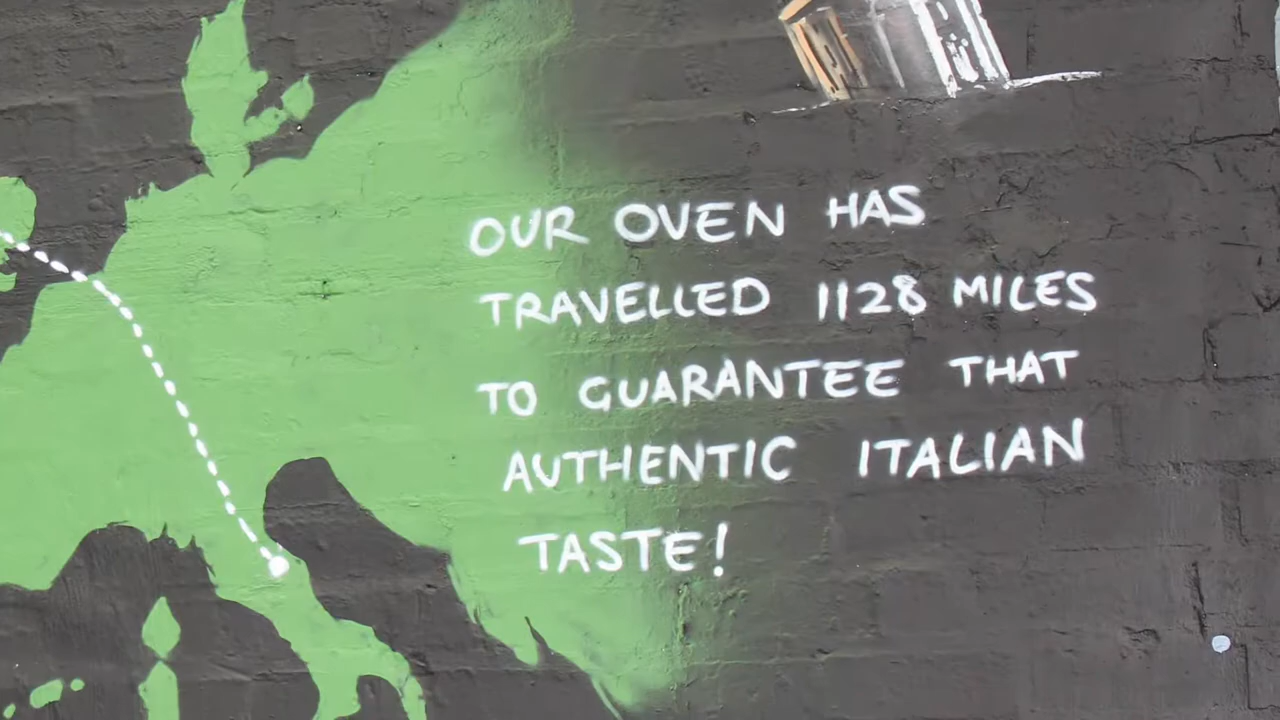 OUR OVEN HAS
TRAVELLED 1128 MILES
TO GUARANTEE THAT
AUTHENTIC ITALIAN
TASTE!